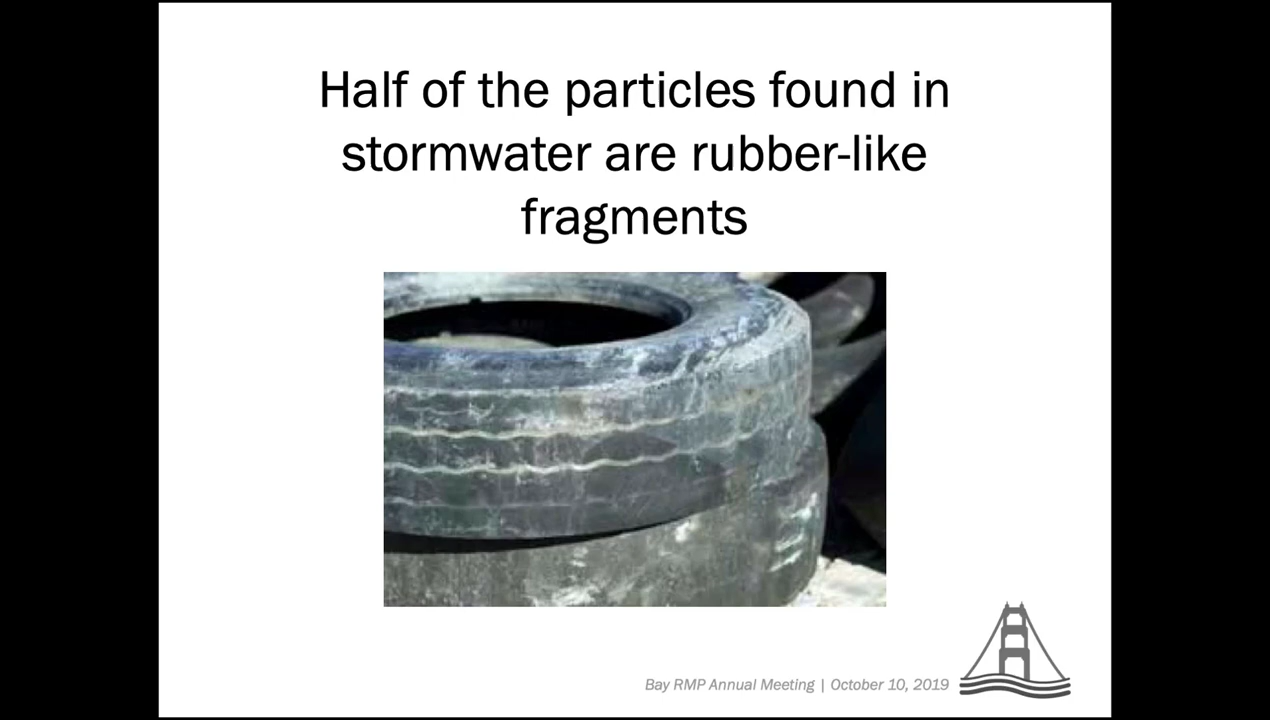 Half of the particles found in
stormwater are rubber-like
fragments
Bay RMP Annual Meeting | October 10, 2019